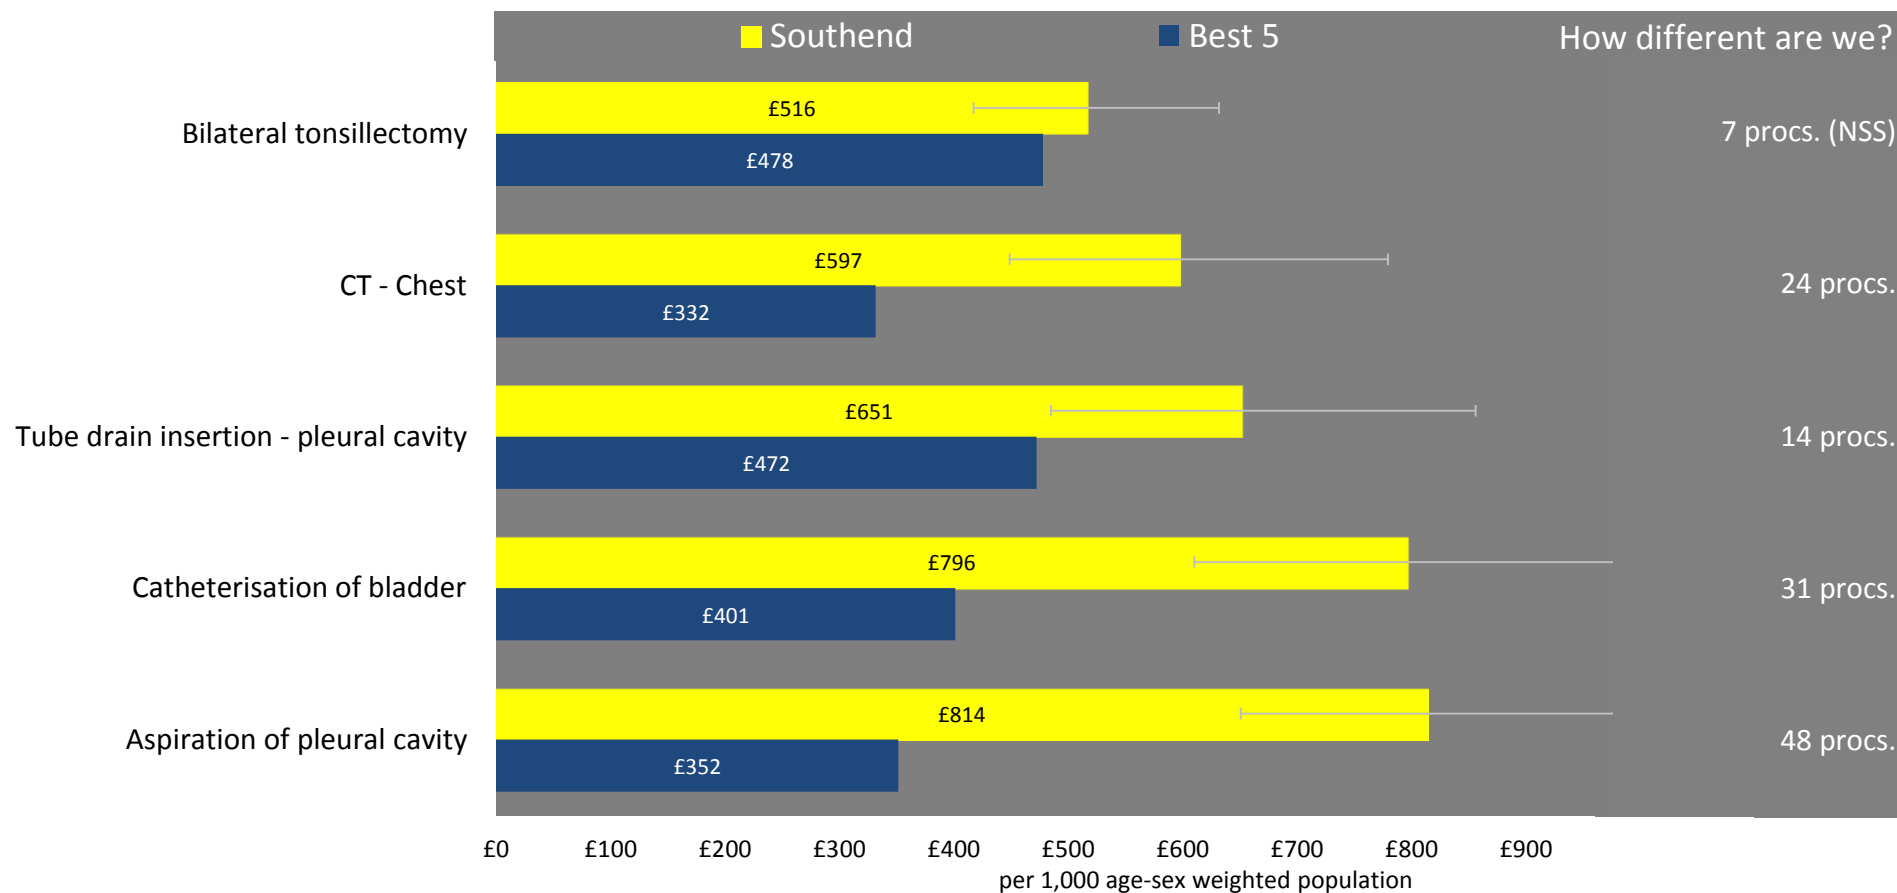 Southend Best 5 How different are we?
Bilateral tonsillectomy £516 £478 7 procs. (NSS)
CT - Chest £597 £332 24 procs.
Tube drain insertion - pleural cavity £651 £472 14 procs.
Catheterisation of bladder £796 £401 31 procs.
Aspiration of pleural cavity £814 £352 48 procs.
£0 £100 £200 £300 £400 £500 £600 £700 £800 £900
per 1,000 age-sex weighted population